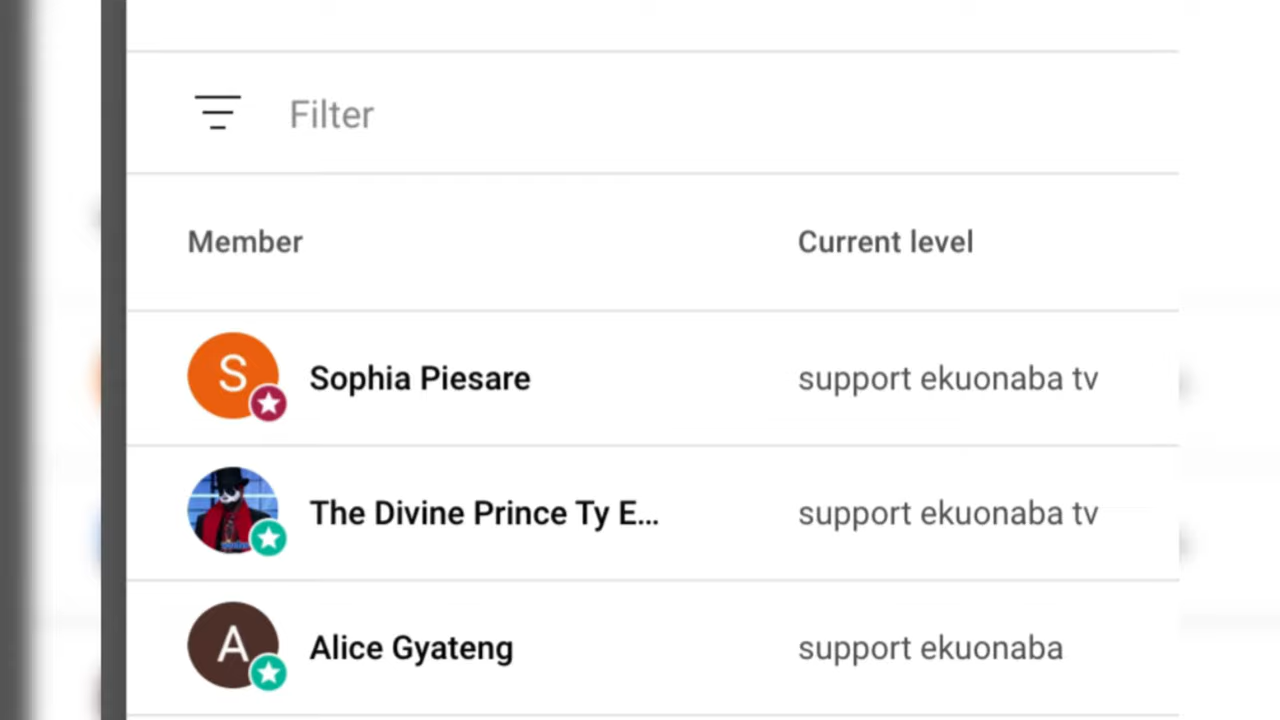 Filter
Member Current level
S Sophia Piesare support ekuonaba tv
The Divine Prince Ty E... support ekuonaba tv
A Alice Gyateng support ekuonaba